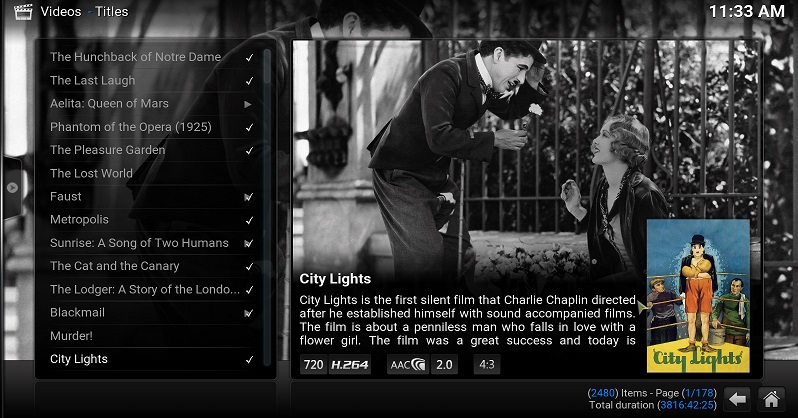 Videos - Titles
11:33 AM
The Hunchback of Notre Dame
The Last Laugh
Aelita: Queen of Mars
Phantom of the Opera (1925)
The Pleasure Garden
The Lost World
Faust
Metropolis
Sunrise: A Song of Two Humans
The Cat and the Canary
The Lodger: A Story of the Londo...
Blackmail
Murder!
City Lights
City Lights
City Lights is the first silent film that Charlie Chaplin directed
after he established himself with sound accompanied films.
The film is about a penniless man who falls in love with a
flower girl. The film was a great success and today is
720 H.264 AAC 2.0 4:3
City Lights
(2480) Items - Page (1/178)
Total duration (3816:42:25)